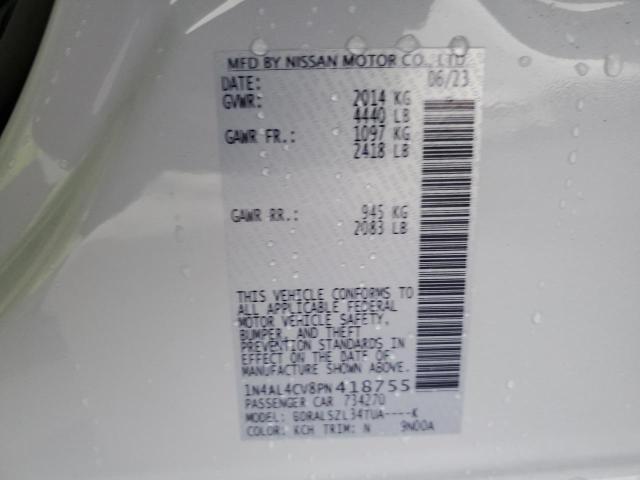 MFD BY NISSAN MOTOR CO., LTD
DATE: 06/23
GVWR: 2014 KG
4440 LB
GAWR FR.: 1097 KG
2418 LB
GAWR RR.: 945 KG
2083 LB
THIS VEHICLE CONFORMS TO
ALL APPLICABLE FEDERAL
MOTOR VEHICLE SAFETY,
BUMPER, AND THEFT
PREVENTION STANDARDS IN
EFFECT ON THE DATE OF
MANUFACTURE SHOWN ABOVE
1N4AL4CV8PN418755
PASSENGER CAR 734270
MODEL: BDRALSZL34TUA----K
COLOR: KCH TRIM: N 9N00A